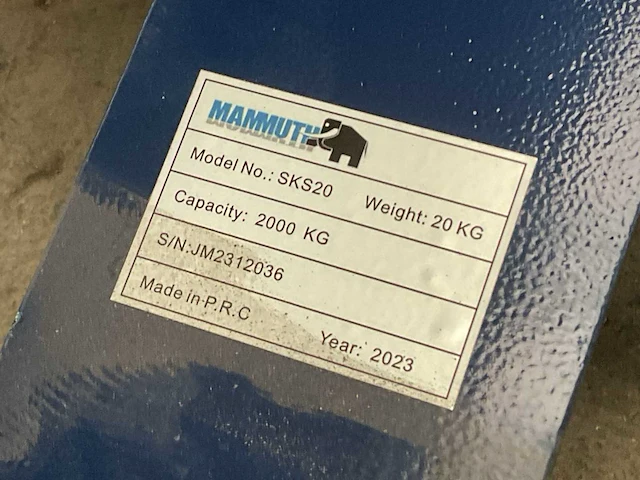 MAMMUTH
Model No.: SKS20 Weight: 20 KG
Capacity: 2000 KG
S/N:JM2312036
Made in P.R.C Year: 2023